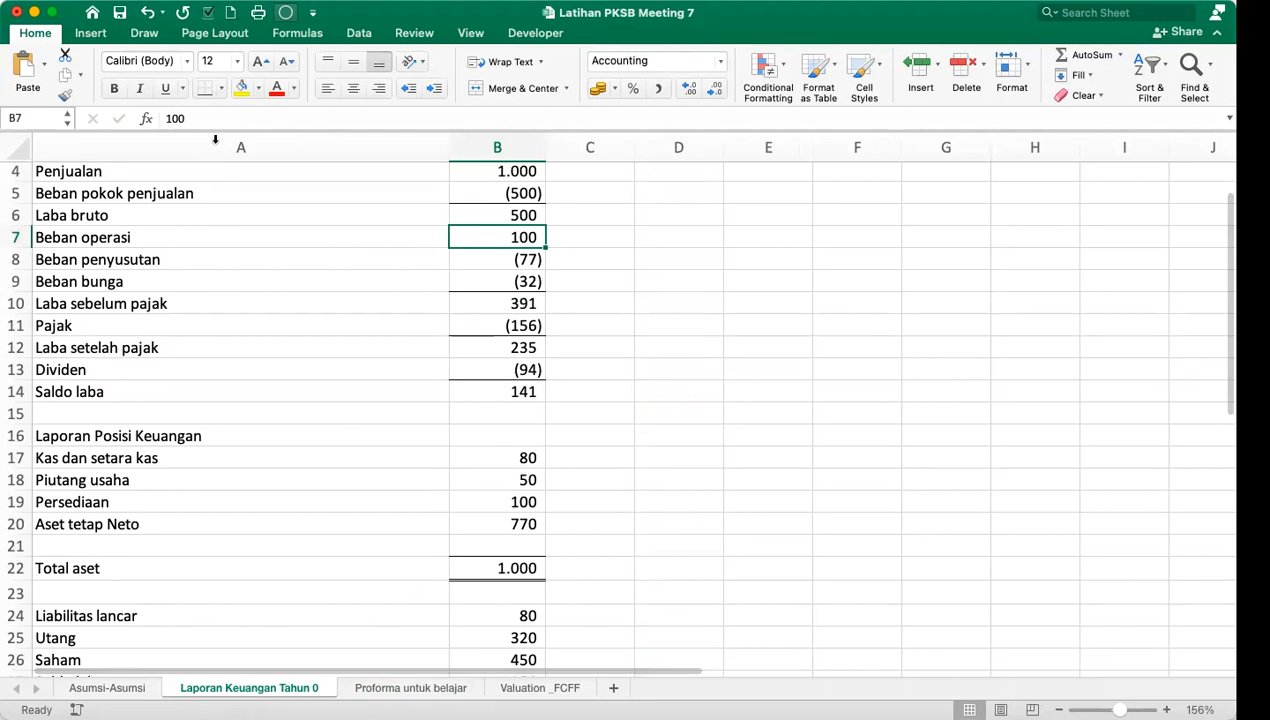 Latihan PKSB Meeting 7
Search Sheet
Home Insert Draw Page Layout Formulas Data Review View Developer
Share
Paste
Calibri (Body) 12
B I U
Wrap Text
Merge & Center
Accounting
%
Conditional Formatting
Format as Table
Cell Styles
Insert Delete Format
AutoSum
Fill
Clear
Sort & Filter
Find & Select
B7 fx 100
A B C D E F G H I J
4 Penjualan 1.000
5 Beban pokok penjualan (500)
6 Laba bruto 500
7 Beban operasi 100
8 Beban penyusutan (77)
9 Beban bunga (32)
10 Laba sebelum pajak 391
11 Pajak (156)
12 Laba setelah pajak 235
13 Dividen (94)
14 Saldo laba 141
15
16 Laporan Posisi Keuangan
17 Kas dan setara kas 80
18 Piutang usaha 50
19 Persediaan 100
20 Aset tetap Neto 770
21
22 Total aset 1.000
23
24 Liabilitas lancar 80
25 Utang 320
26 Saham 450
Asumsi-Asumsi Laporan Keuangan Tahun 0 Proforma untuk belajar Valuation _FCFF
Ready 156%